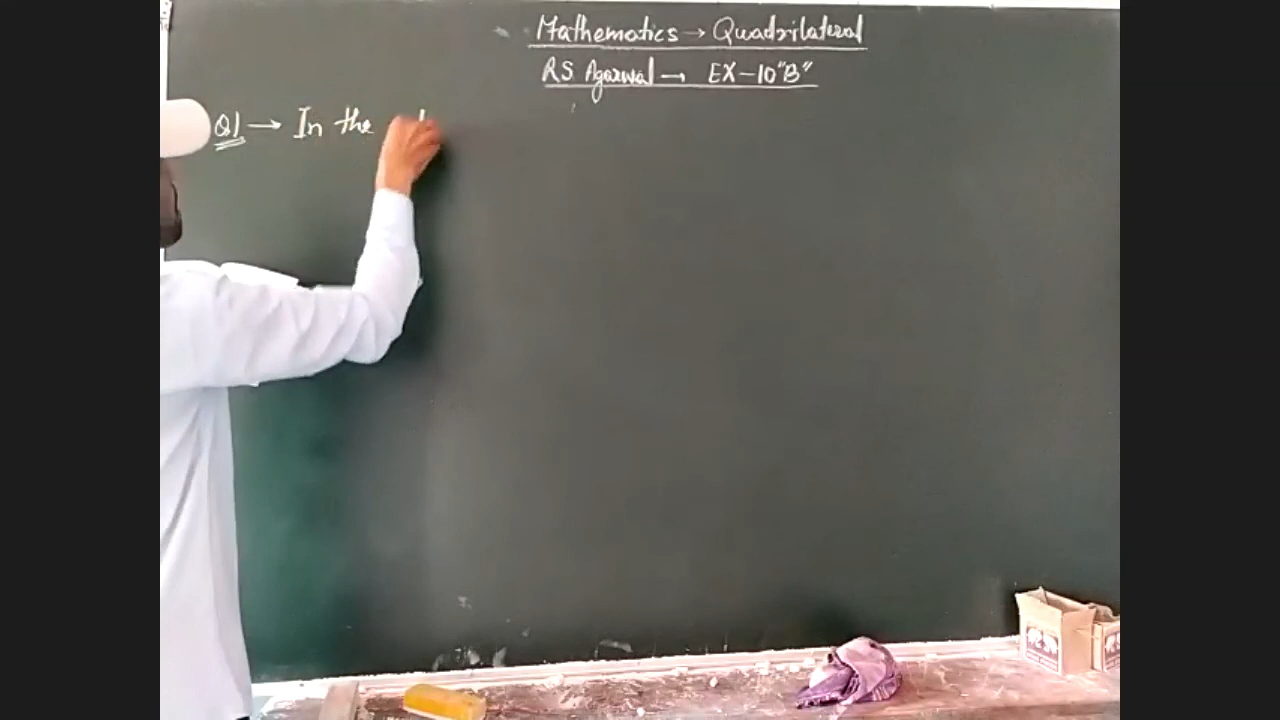 Mathematics → Quadrilateral
RS Agarwal → EX-10"B"
Q1 → In the